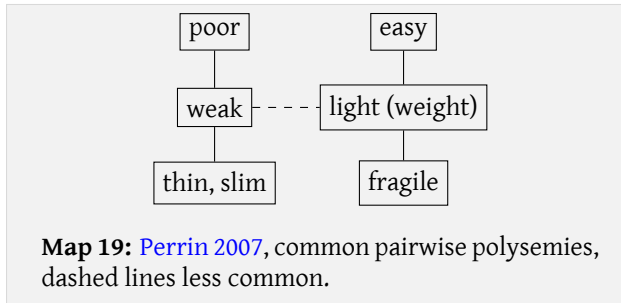 poor easy
weak light (weight)
thin, slim fragile
Map 19: Perrin 2007, common pairwise polysemies,
dashed lines less common.